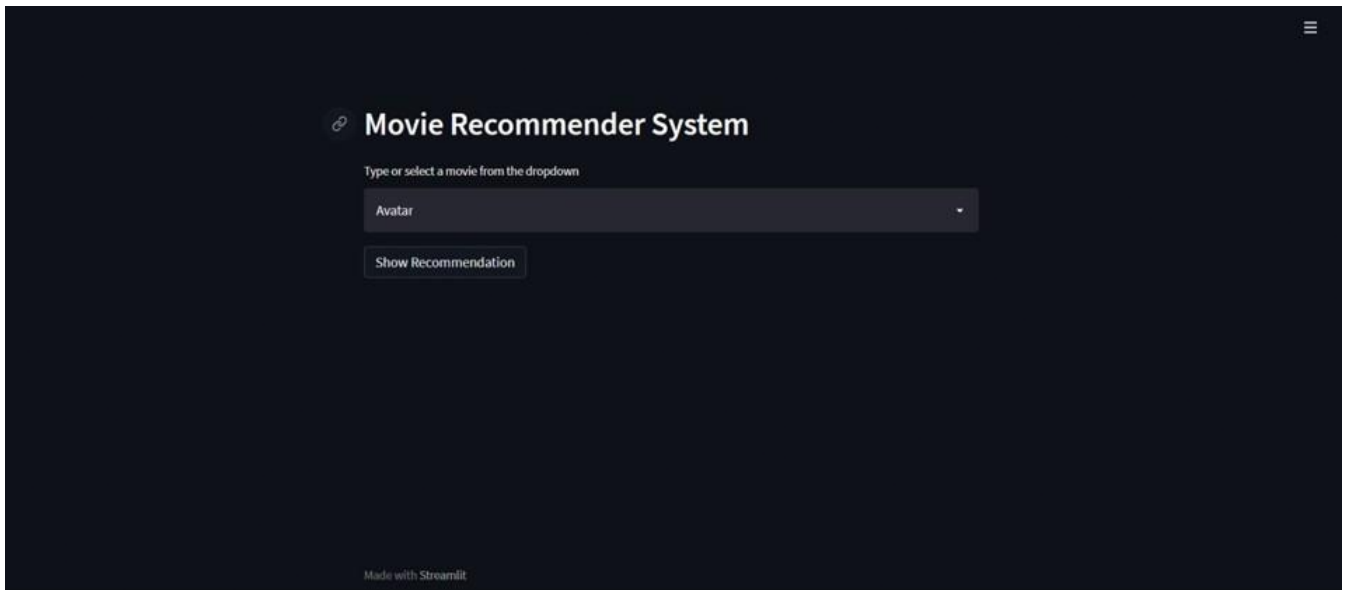 Movie Recommender System
Type or select a movie from the dropdown
Avatar
Show Recommendation
Made with Streamlit